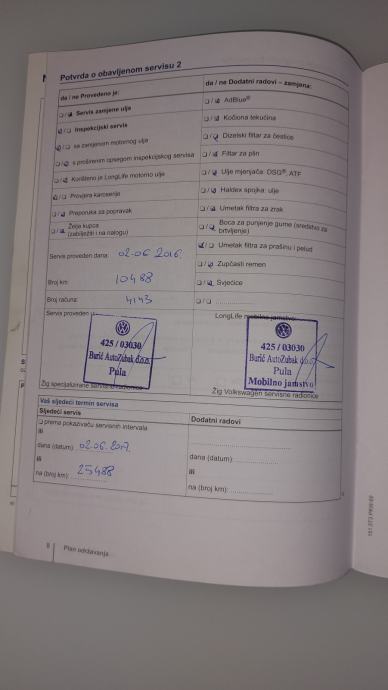 Potvrda o obavljenom servisu 2
da / ne Provedeno je:
Servis zamjene ulja
Inspekcijski servis
sa zamjenom motornog ulja
s proširenim opsegom inspekcijskog servisa
Korišteno je LongLife motorno ulje
Provjera karoserije
Preporuka za popravak
Želje kupca
(zabilježiti i na nalogu)
Servis proveden dana: 02-06 2016.
Broj km: 10488
Broj računa: 4143
da / ne Dodatni radovi – zamjena:
AdBlue®
Kočiona tekućina
Dizelski filtar za čestice
Filtar za plin
Ulje mjenjača: DSG®, ATF
Haldex spojka: ulje
Umetak filtra za zrak
Boca za punjenje gume (sredstvo za
brtvljenje)
Umetak filtra za prašinu i pelud
Zupčasti remen
Svjećice
Servis proveden
425 / 03030
Burić AutoZubak d.o.o.
Pula
Žig specijalizirane servisne radionice
LongLife mobilno jamstvo:
425 / 03030
Burić AutoZubak d.o.o.
Pula
Mobilno jamstvo
Žig Volkswagen servisne radionice
Vaš sljedeći termin servisa
Sljedeći servis
prema pokazivaču servisnih intervala
ili
dana (datum): 02.06.2017.
ili
na (broj km): 25488
Dodatni radovi
dana (datum):
ili
na (broj km):
8 Plan održavanja